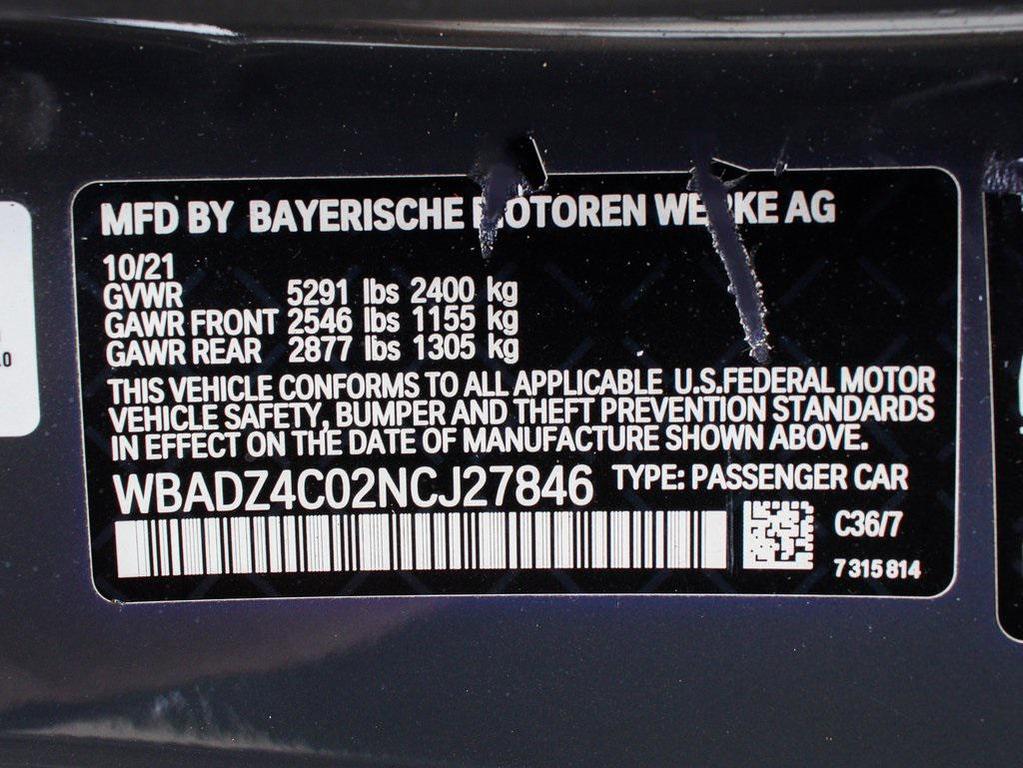 MFD BY BAYERISCHE MOTOREN WERKE AG
10/21
GVWR 5291 lbs 2400 kg
GAWR FRONT 2546 lbs 1155 kg
GAWR REAR 2877 lbs 1305 kg
THIS VEHICLE CONFORMS TO ALL APPLICABLE U.S.FEDERAL MOTOR
VEHICLE SAFETY, BUMPER AND THEFT PREVENTION STANDARDS
IN EFFECT ON THE DATE OF MANUFACTURE SHOWN ABOVE.
WBADZ4C02NCJ27846 TYPE: PASSENGER CAR
C36/7
7 315 814